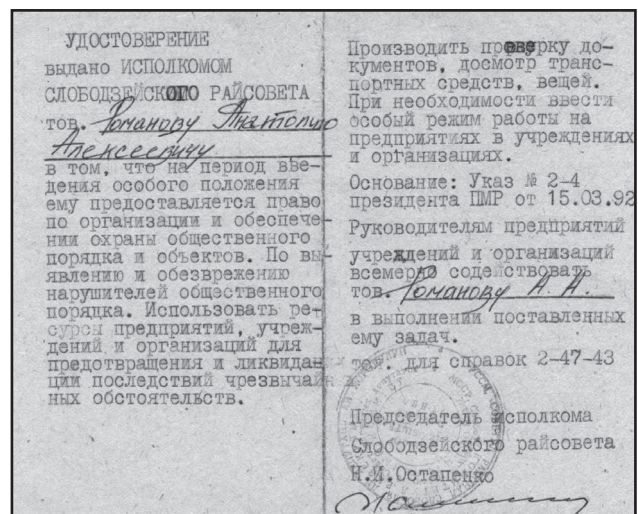 УДОСТОВЕРЕНИЕ
выдано ИСПОЛКОМОМ
СЛОБОДЗЕЙСКОГО РАЙСОВЕТА
тов. Романову Анатолию
Алексеевичу
в том, что на период вве-
дения особого положения
ему предоставляется право
по организации и обеспече-
нии охраны общественного
порядка и объектов. По вы-
явлению и обезврежению
нарушителей общественного
порядка. Использовать ре-
сурсы предприятий, учреж-
дений и организаций для
предотвращения и ликвида-
ции последствий чрезвычай-
ных обстоятельств.
Производить проверку до-
кументов, досмотр транс-
портных средств, вещей.
При необходимости ввести
особый режим работы на
предприятиях в учреждениях
и организациях.
Основание: Указ № 2-4
президента ПМР от 15.03.92
Руководителям предприятий
учреждений и организаций
всемерно содействовать
тов. Романову А. А.
в выполнении поставленных
ему задач.
тел. для справок 2-47-43
Председатель исполкома
Слободзейского райсовета
Н.И.Остапенко